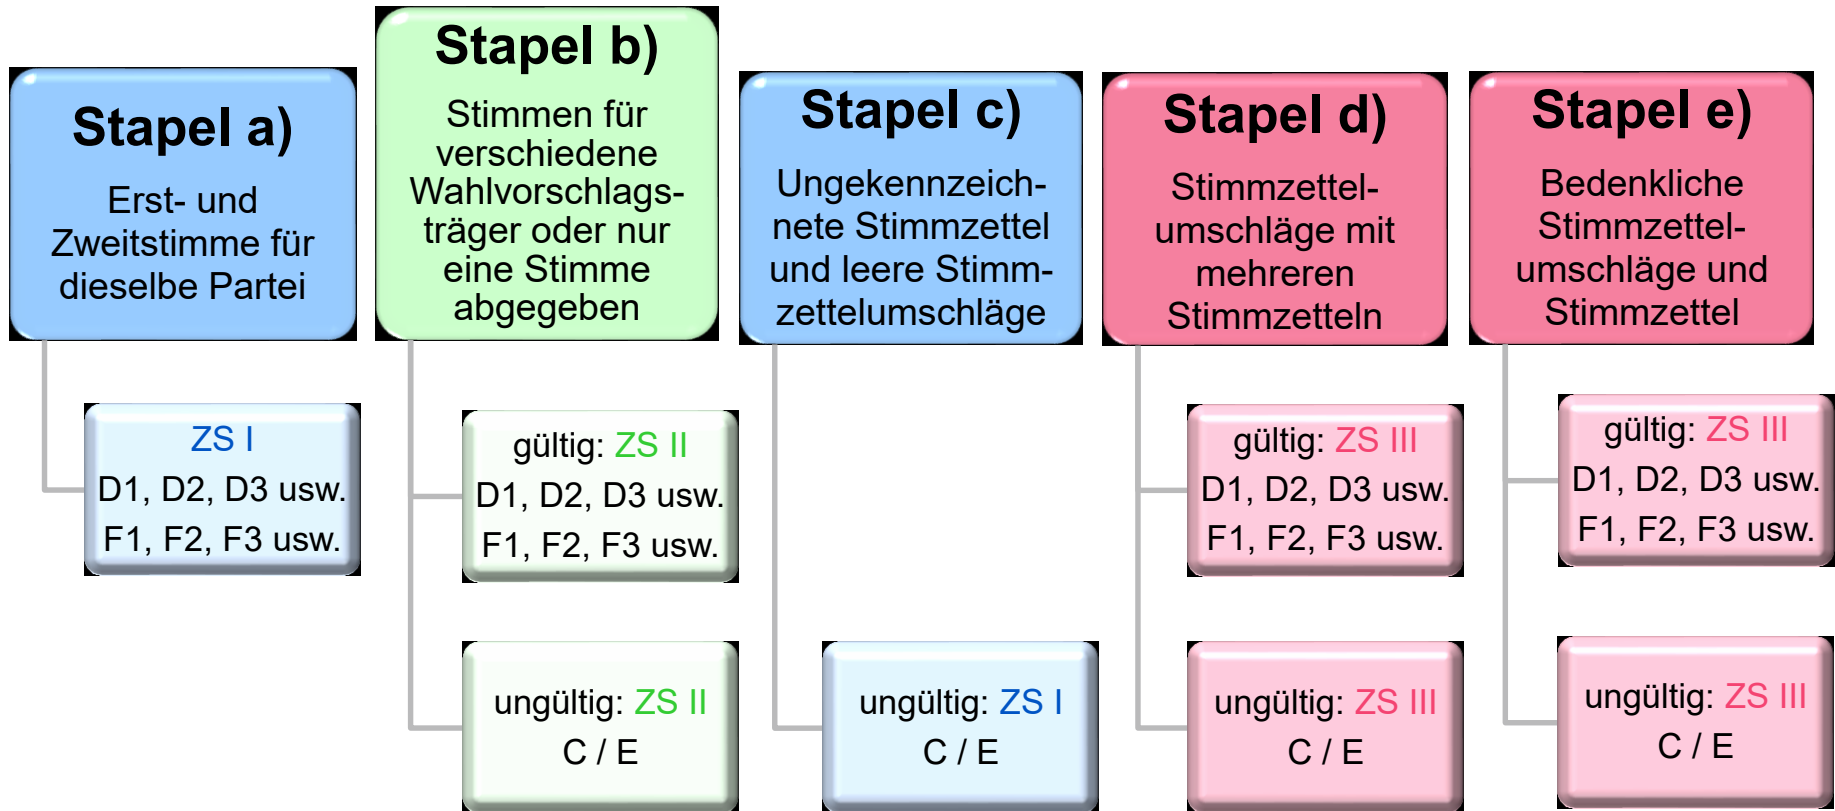 Stapel a)
Erst- und
Zweitstimme für
dieselbe Partei
ZS I
D1, D2, D3 usw.
F1, F2, F3 usw.
Stapel b)
Stimmen für
verschiedene
Wahlvorschlags-
träger oder nur
eine Stimme
abgegeben
gültig: ZS II
D1, D2, D3 usw.
F1, F2, F3 usw.
ungültig: ZS II
C / E
Stapel c)
Ungekennzeich-
nete Stimmzettel
und leere Stimm-
zettelumschläge
ungültig: ZS I
C / E
Stapel d)
Stimmzettel-
umschläge mit
mehreren
Stimmzetteln
gültig: ZS III
D1, D2, D3 usw.
F1, F2, F3 usw.
ungültig: ZS III
C / E
Stapel e)
Bedenkliche
Stimmzettel-
umschläge und
Stimmzettel
gültig: ZS III
D1, D2, D3 usw.
F1, F2, F3 usw.
ungültig: ZS III
C / E